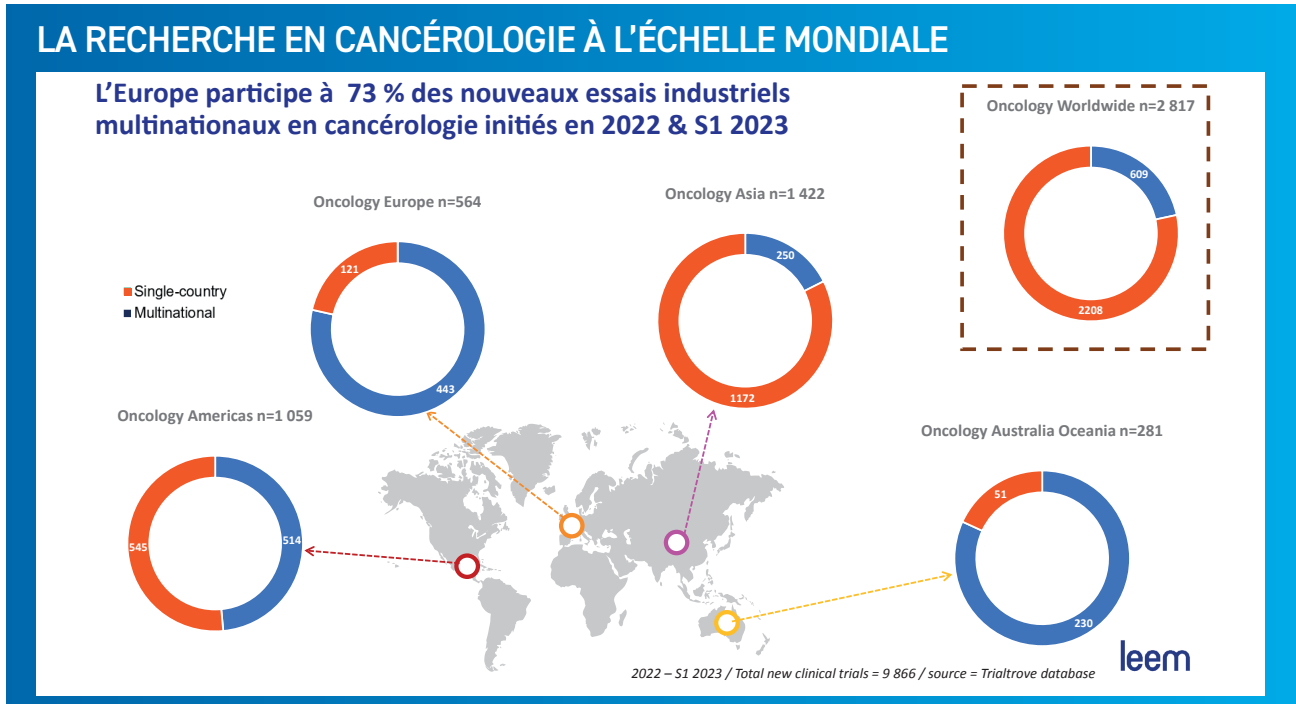 LA RECHERCHE EN CANCÉROLOGIE À L'ÉCHELLE MONDIALE
L'Europe participe à 73 % des nouveaux essais industriels
multinationaux en cancérologie initiés en 2022 & S1 2023
Oncology Worldwide n=2 817
609
2208
Oncology Europe n=564
121
443
Oncology Asia n=1 422
250
1172
Single-country
Multinational
Oncology Americas n=1 059
545
514
Oncology Australia Oceania n=281
51
230
leem
2022 – S1 2023 / Total new clinical trials = 9 866 / source = Trialtrove database